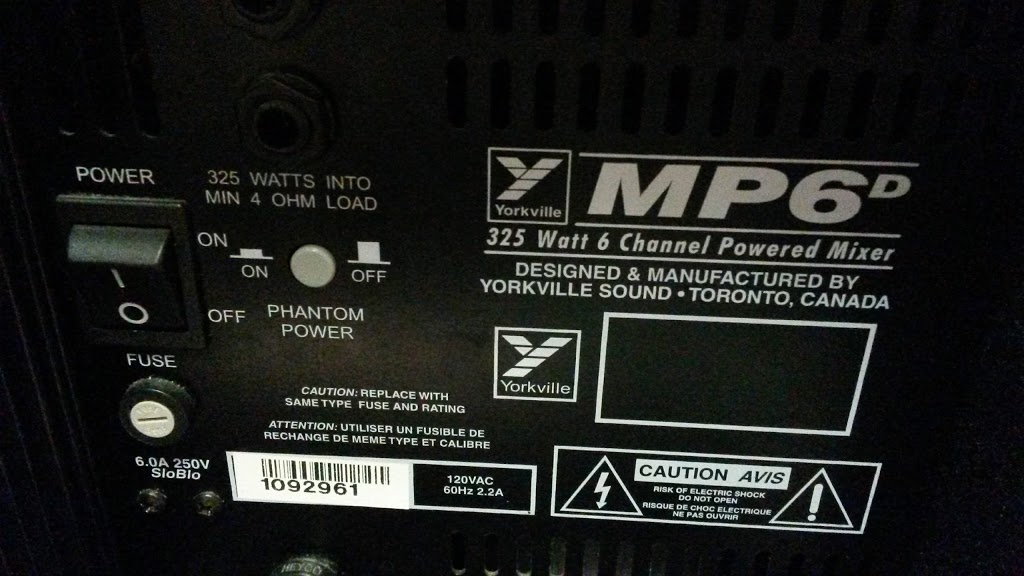 POWER
325 WATTS INTO
MIN 4 OHM LOAD
ON
ON
OFF
OFF
PHANTOM
POWER
FUSE
CAUTION: REPLACE WITH
SAME TYPE FUSE AND RATING
ATTENTION: UTILISER UN FUSIBLE DE
RECHANGE DE MEME TYPE ET CALIBRE
6.0A 250V
SloBlo
1092961
120VAC
60Hz 2.2A
HEYCO
Yorkville
MP6D
325 Watt 6 Channel Powered Mixer
DESIGNED & MANUFACTURED BY
YORKVILLE SOUND • TORONTO, CANADA
Yorkville
CAUTION AVIS
RISK OF ELECTRIC SHOCK
DO NOT OPEN
RISQUE DE CHOC ELECTRIQUE
NE PAS OUVRIR